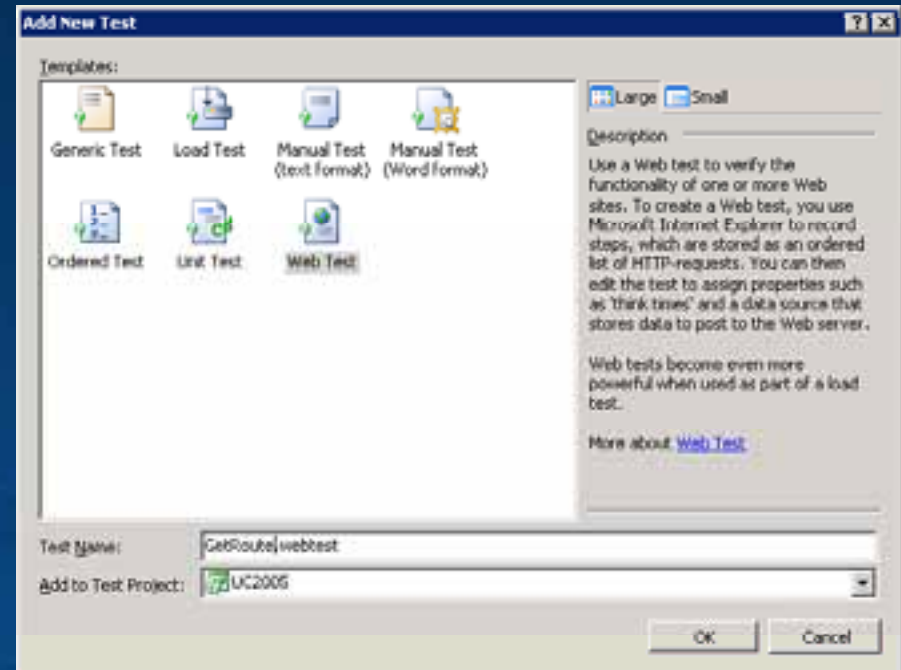 Add New Test
Templates:
Generic Test
Load Test
Manual Test
(text format)
Manual Test
(Word format)
Ordered Test
Unit Test
Web Test
Large
Small
Description
Use a Web test to verify the
functionality of one or more Web
sites. To create a Web test, you use
Microsoft Internet Explorer to record
steps, which are stored as an ordered
list of HTTP-requests. You can then
edit the test to assign properties such
as 'think times' and a data source that
stores data to post to the Web server.
Web tests become even more
powerful when used as part of a load
test.
More about Web Test
Test Name:
GetRoute.webtest
Add to Test Project:
UC2005
OK
Cancel